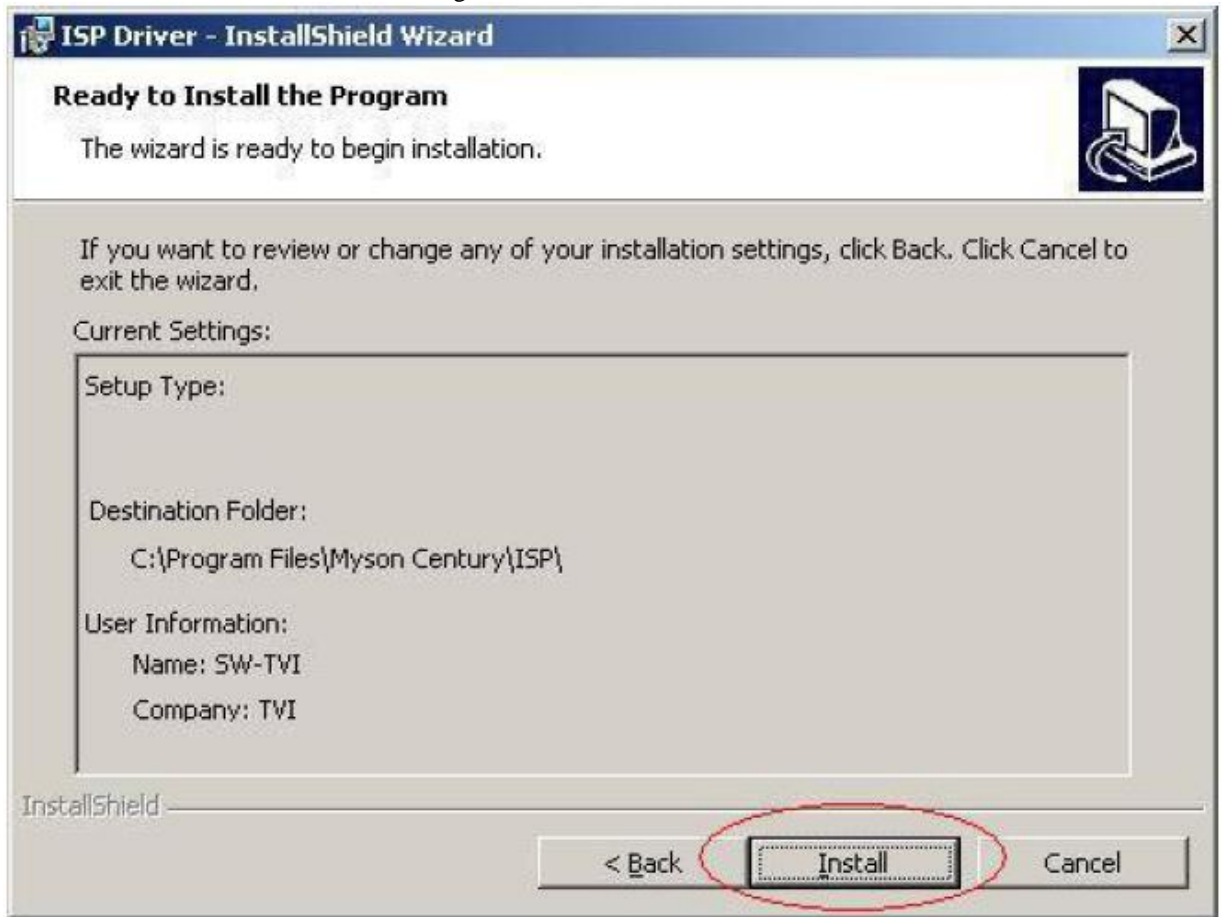 ISP Driver - InstallShield Wizard
Ready to Install the Program
The wizard is ready to begin installation.
If you want to review or change any of your installation settings, click Back. Click Cancel to
exit the wizard.
Current Settings:
Setup Type:
Destination Folder:
C:\Program Files\Myson Century\ISP\
User Information:
Name: SW-TVI
Company: TVI
InstallShield
< Back Install Cancel